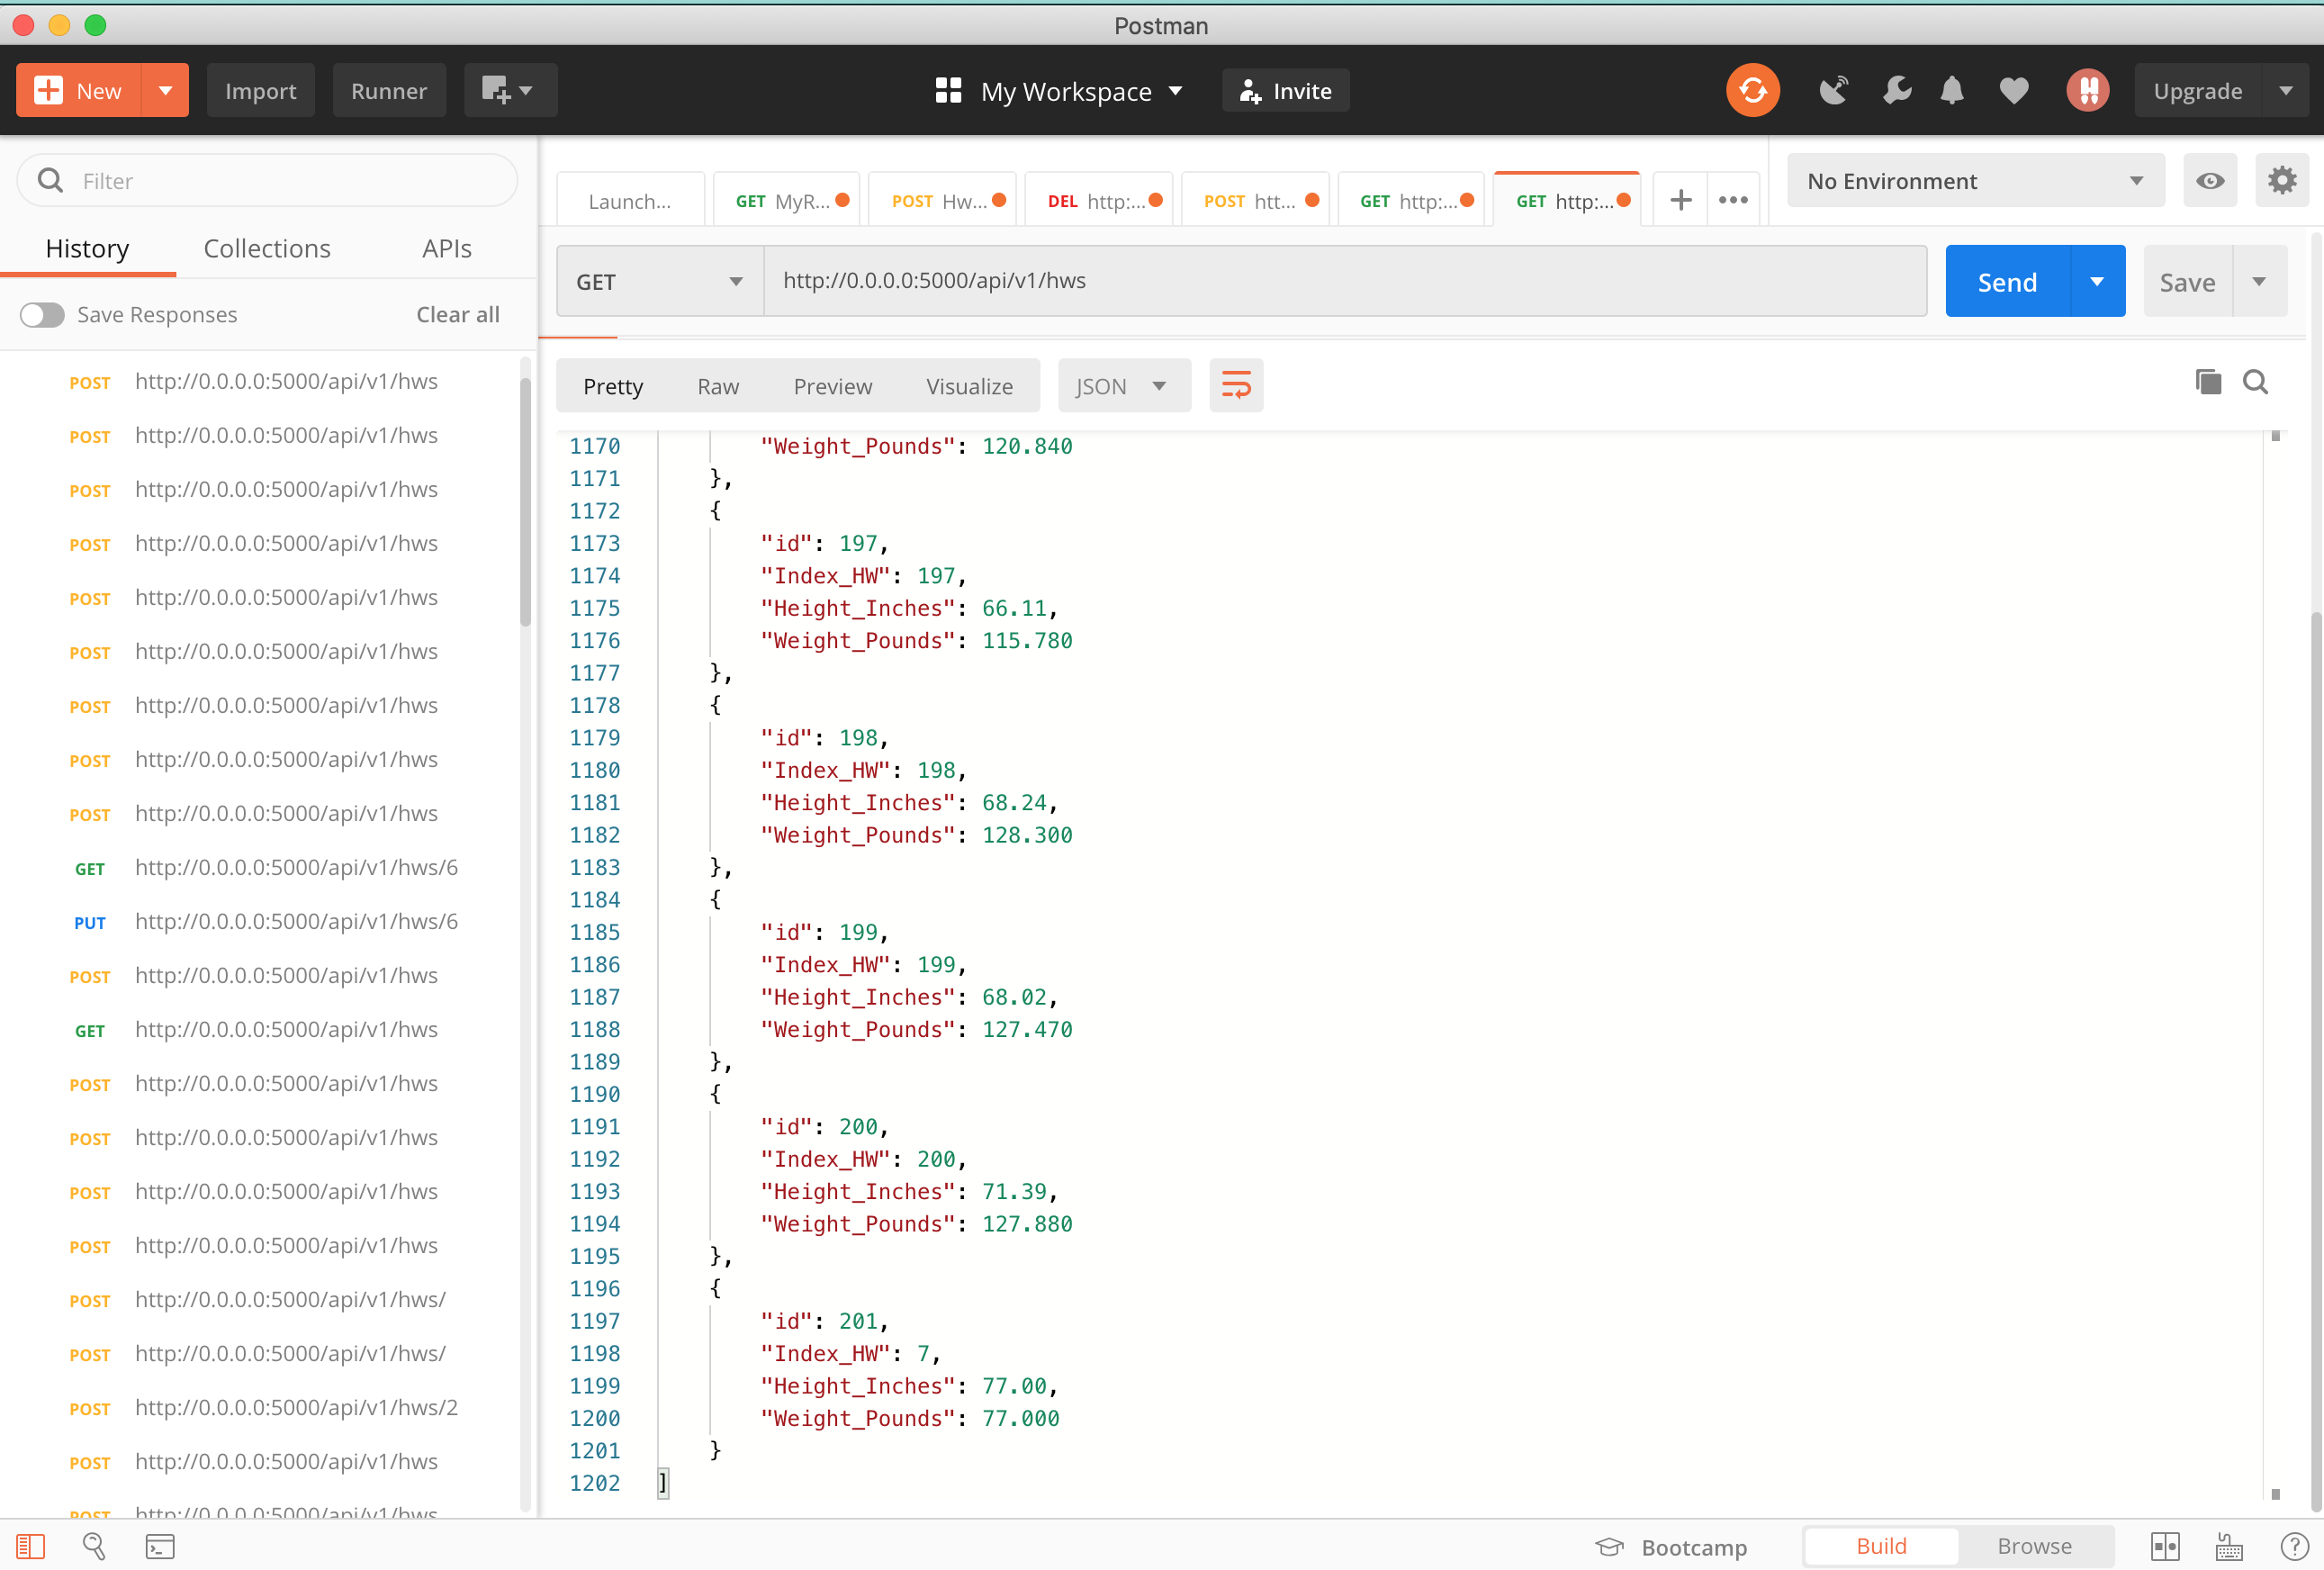 Postman
New Import Runner My Workspace Invite Upgrade
Filter
History Collections APIs
Save Responses Clear all
POST http://0.0.0.0:5000/api/v1/hws
POST http://0.0.0.0:5000/api/v1/hws
POST http://0.0.0.0:5000/api/v1/hws
POST http://0.0.0.0:5000/api/v1/hws
POST http://0.0.0.0:5000/api/v1/hws
POST http://0.0.0.0:5000/api/v1/hws
POST http://0.0.0.0:5000/api/v1/hws
POST http://0.0.0.0:5000/api/v1/hws
POST http://0.0.0.0:5000/api/v1/hws
GET http://0.0.0.0:5000/api/v1/hws/6
PUT http://0.0.0.0:5000/api/v1/hws/6
POST http://0.0.0.0:5000/api/v1/hws
GET http://0.0.0.0:5000/api/v1/hws
POST http://0.0.0.0:5000/api/v1/hws
POST http://0.0.0.0:5000/api/v1/hws
POST http://0.0.0.0:5000/api/v1/hws
POST http://0.0.0.0:5000/api/v1/hws
POST http://0.0.0.0:5000/api/v1/hws/
POST http://0.0.0.0:5000/api/v1/hws/
POST http://0.0.0.0:5000/api/v1/hws/2
POST http://0.0.0.0:5000/api/v1/hws
POST http://0.0.0.0:5000/api/v1/hws
Launch... GET MyR... POST Hw... DEL http:... POST htt... GET http:... GET http:... + ••• No Environment
GET http://0.0.0.0:5000/api/v1/hws Send Save
Pretty Raw Preview Visualize JSON
1170 "Weight_Pounds": 120.840
1171 },
1172 {
1173 "id": 197,
1174 "Index_HW": 197,
1175 "Height_Inches": 66.11,
1176 "Weight_Pounds": 115.780
1177 },
1178 {
1179 "id": 198,
1180 "Index_HW": 198,
1181 "Height_Inches": 68.24,
1182 "Weight_Pounds": 128.300
1183 },
1184 {
1185 "id": 199,
1186 "Index_HW": 199,
1187 "Height_Inches": 68.02,
1188 "Weight_Pounds": 127.470
1189 },
1190 {
1191 "id": 200,
1192 "Index_HW": 200,
1193 "Height_Inches": 71.39,
1194 "Weight_Pounds": 127.880
1195 },
1196 {
1197 "id": 201,
1198 "Index_HW": 7,
1199 "Height_Inches": 77.00,
1200 "Weight_Pounds": 77.000
1201 }
1202 ]
Bootcamp Build Browse